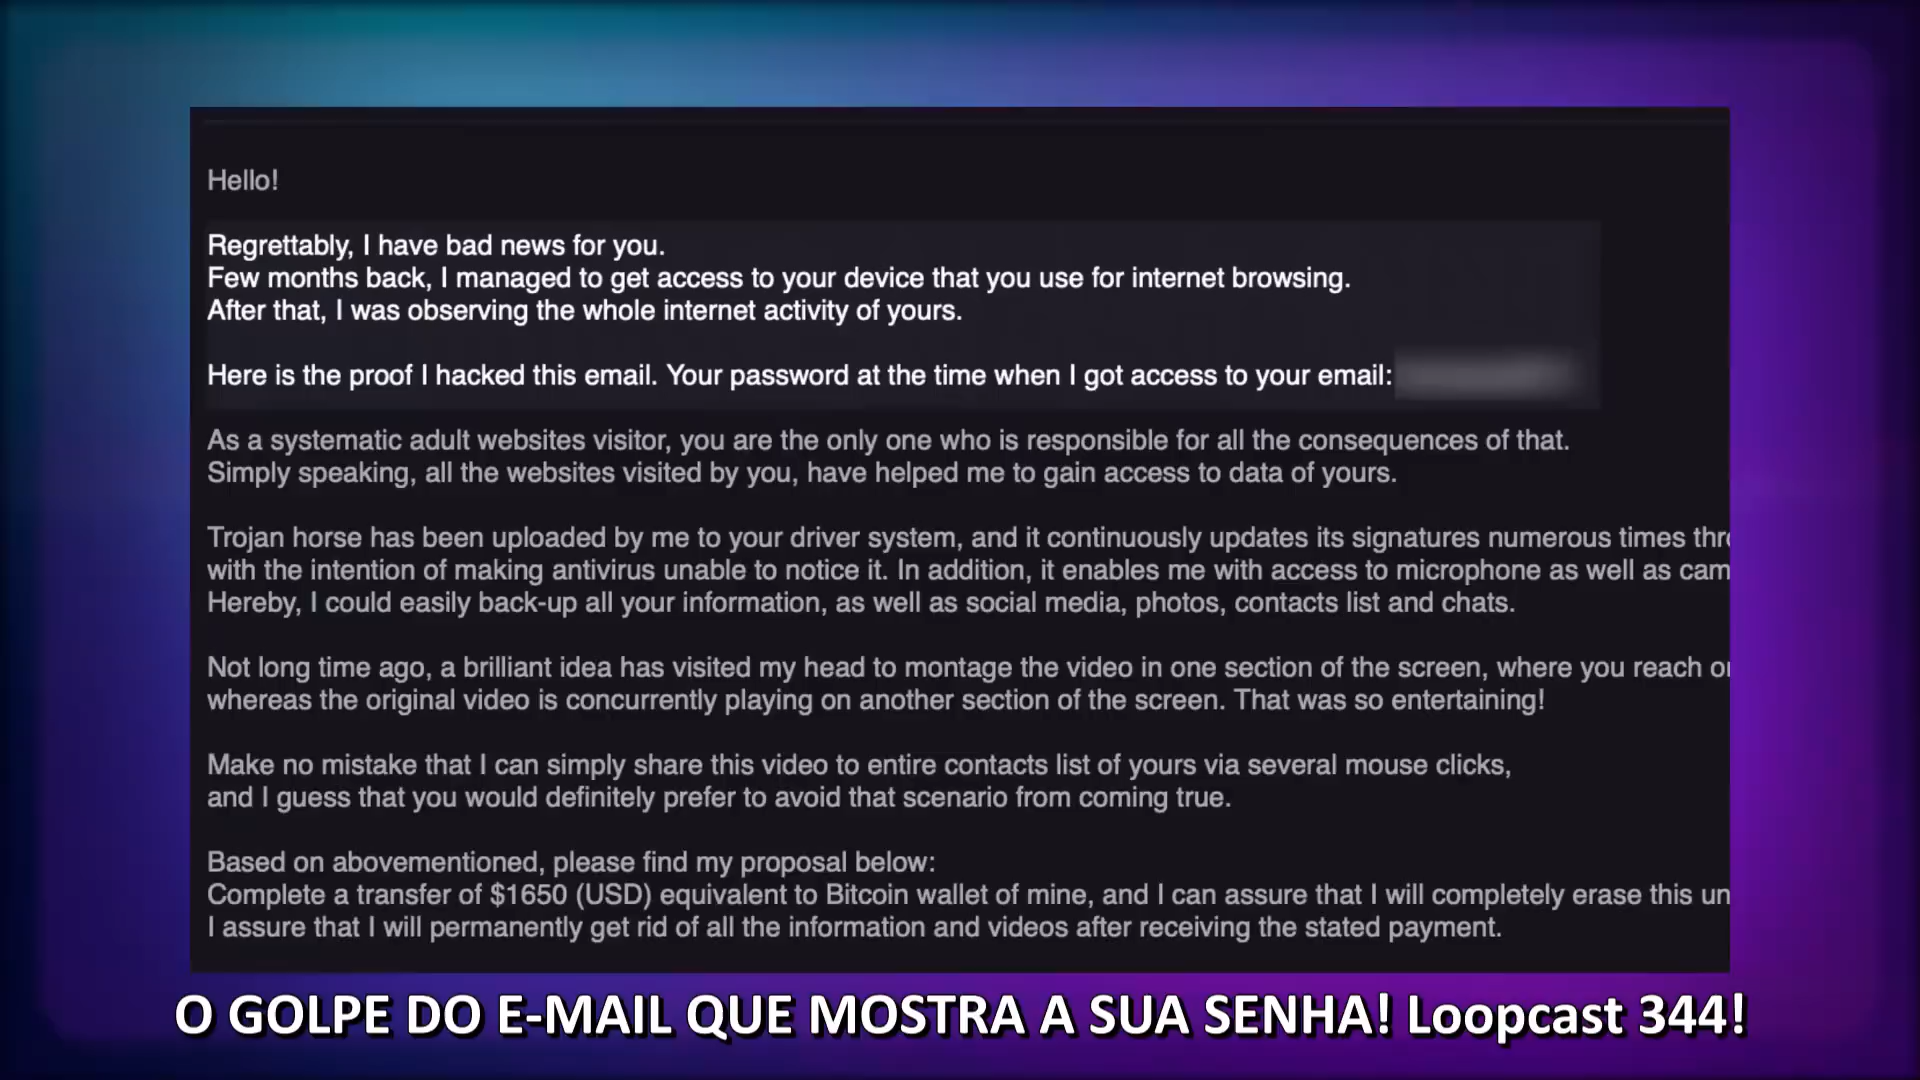 Hello!
Regrettably, I have bad news for you.
Few months back, I managed to get access to your device that you use for internet browsing.
After that, I was observing the whole internet activity of yours.
Here is the proof I hacked this email. Your password at the time when I got access to your email:
As a systematic adult websites visitor, you are the only one who is responsible for all the consequences of that.
Simply speaking, all the websites visited by you, have helped me to gain access to data of yours.
Trojan horse has been uploaded by me to your driver system, and it continuously updates its signatures numerous times thro
with the intention of making antivirus unable to notice it. In addition, it enables me with access to microphone as well as cam
Hereby, I could easily back-up all your information, as well as social media, photos, contacts list and chats.
Not long time ago, a brilliant idea has visited my head to montage the video in one section of the screen, where you reach or
whereas the original video is concurrently playing on another section of the screen. That was so entertaining!
Make no mistake that I can simply share this video to entire contacts list of yours via several mouse clicks,
and I guess that you would definitely prefer to avoid that scenario from coming true.
Based on abovementioned, please find my proposal below:
Complete a transfer of $1650 (USD) equivalent to Bitcoin wallet of mine, and I can assure that I will completely erase this un
I assure that I will permanently get rid of all the information and videos after receiving the stated payment.
O GOLPE DO E-MAIL QUE MOSTRA A SUA SENHA! Loopcast 344!